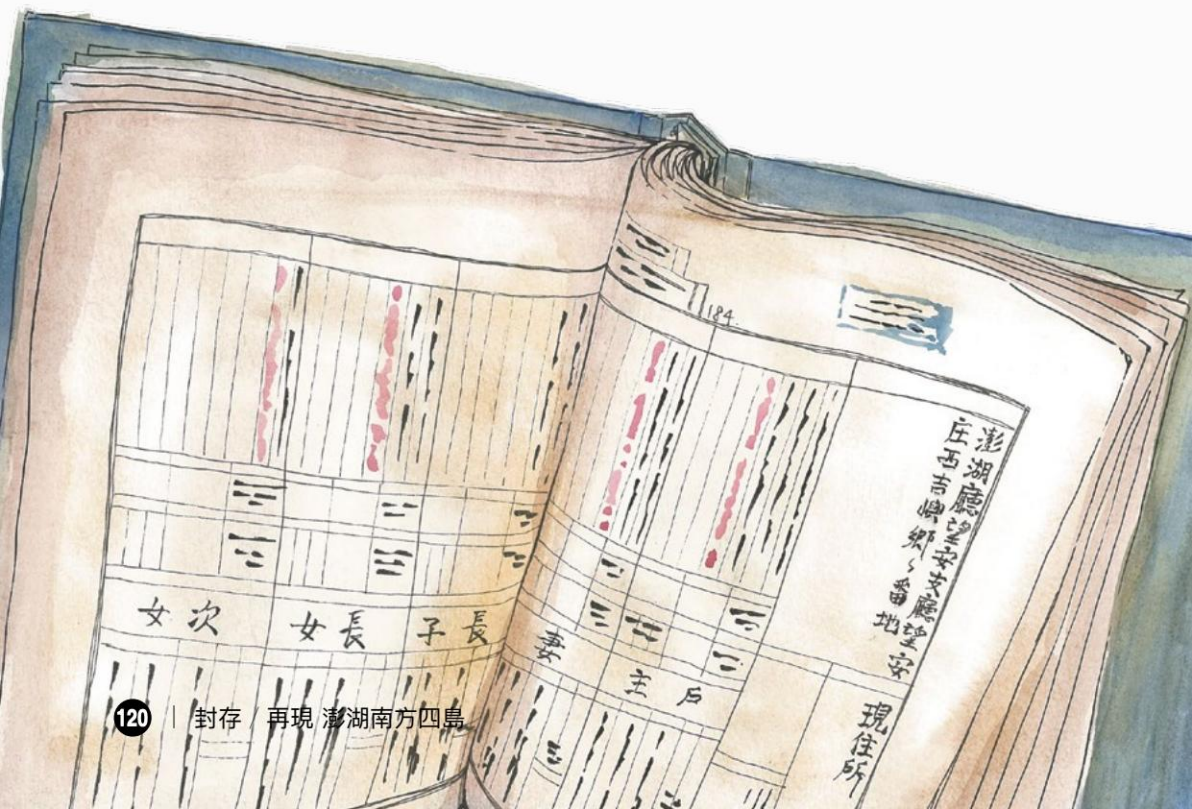 澎湖廳望安支廳望安
庄西吉嶼鄉〻番地
現住所
184.
戶主
妻
長子
長女
次女
120 | 封存 再現 澎湖南方四島